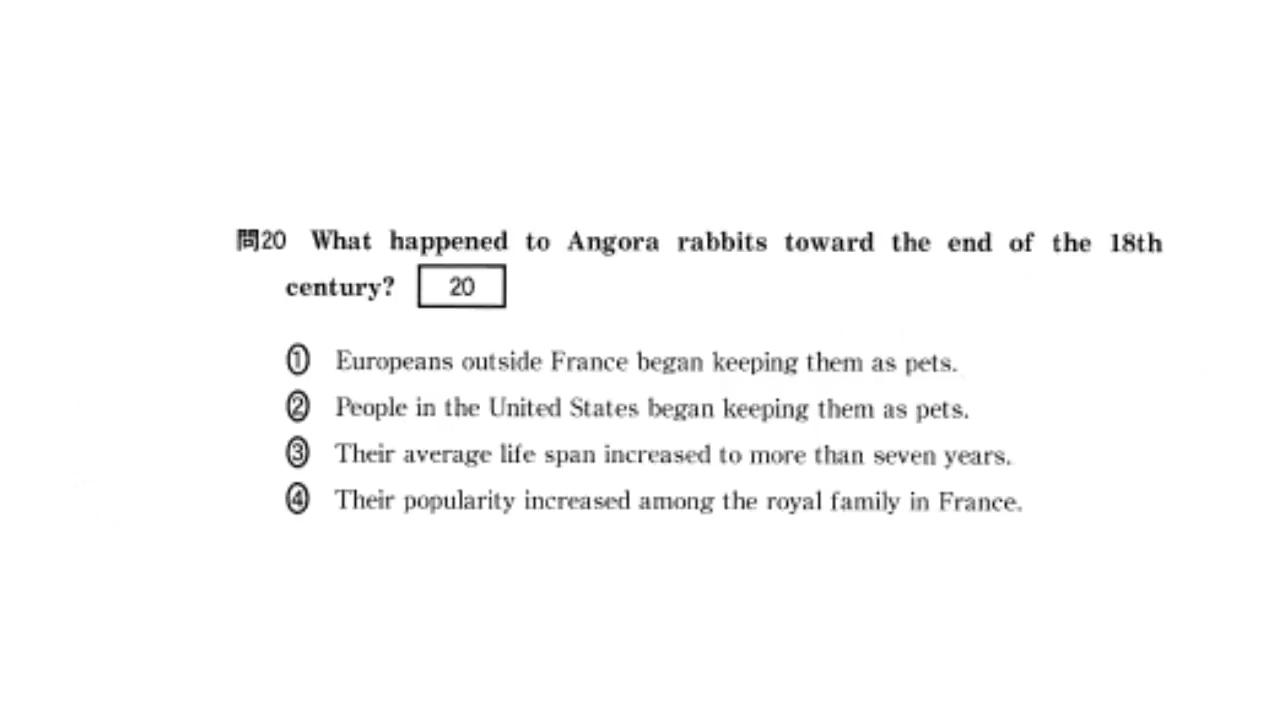 問20 What happened to Angora rabbits toward the end of the 18th
century? 20
① Europeans outside France began keeping them as pets.
② People in the United States began keeping them as pets.
③ Their average life span increased to more than seven years.
④ Their popularity increased among the royal family in France.